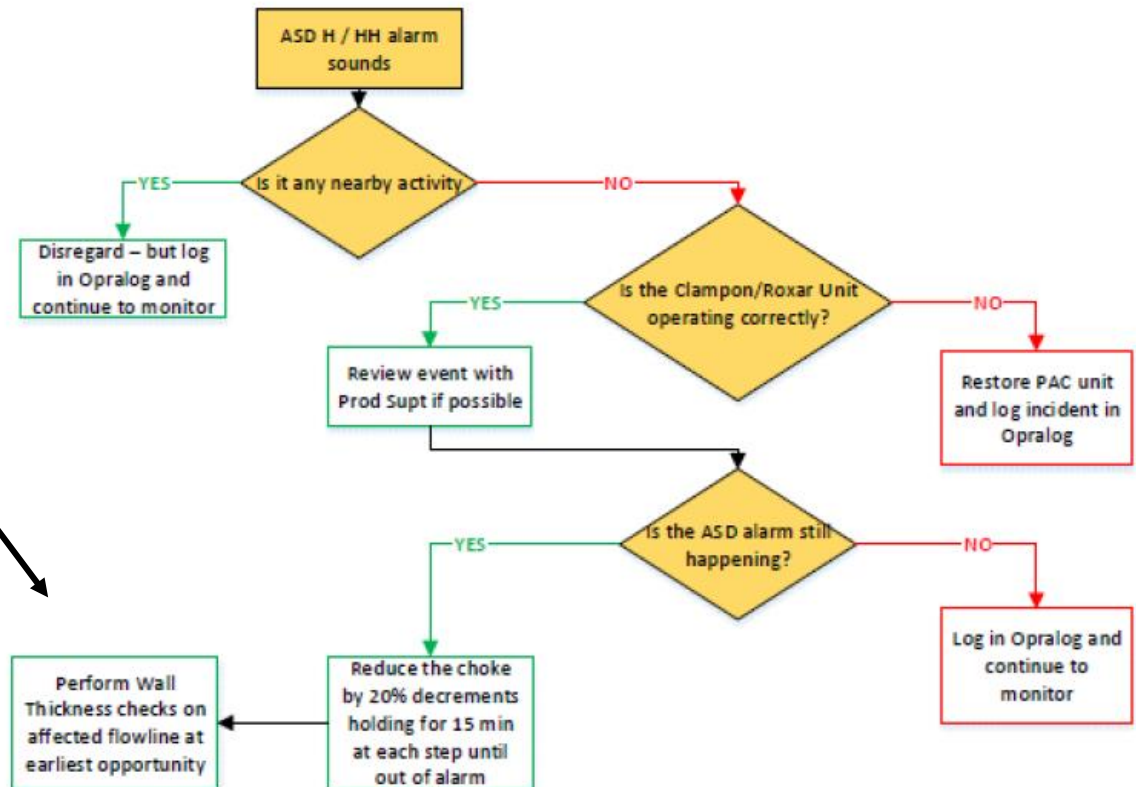 ASD H / HH alarm
sounds
Is it any nearby activity
YES
NO
Disregard – but log
in Opralog and
continue to monitor
Is the Clampon/Roxar Unit
operating correctly?
YES
NO
Review event with
Prod Supt if possible
Restore PAC unit
and log incident in
Opralog
Is the ASD alarm still
happening?
YES
NO
Perform Wall
Thickness checks on
affected flowline at
earliest opportunity
Reduce the choke
by 20% decrements
holding for 15 min
at each step until
out of alarm
Log in Opralog and
continue to
monitor